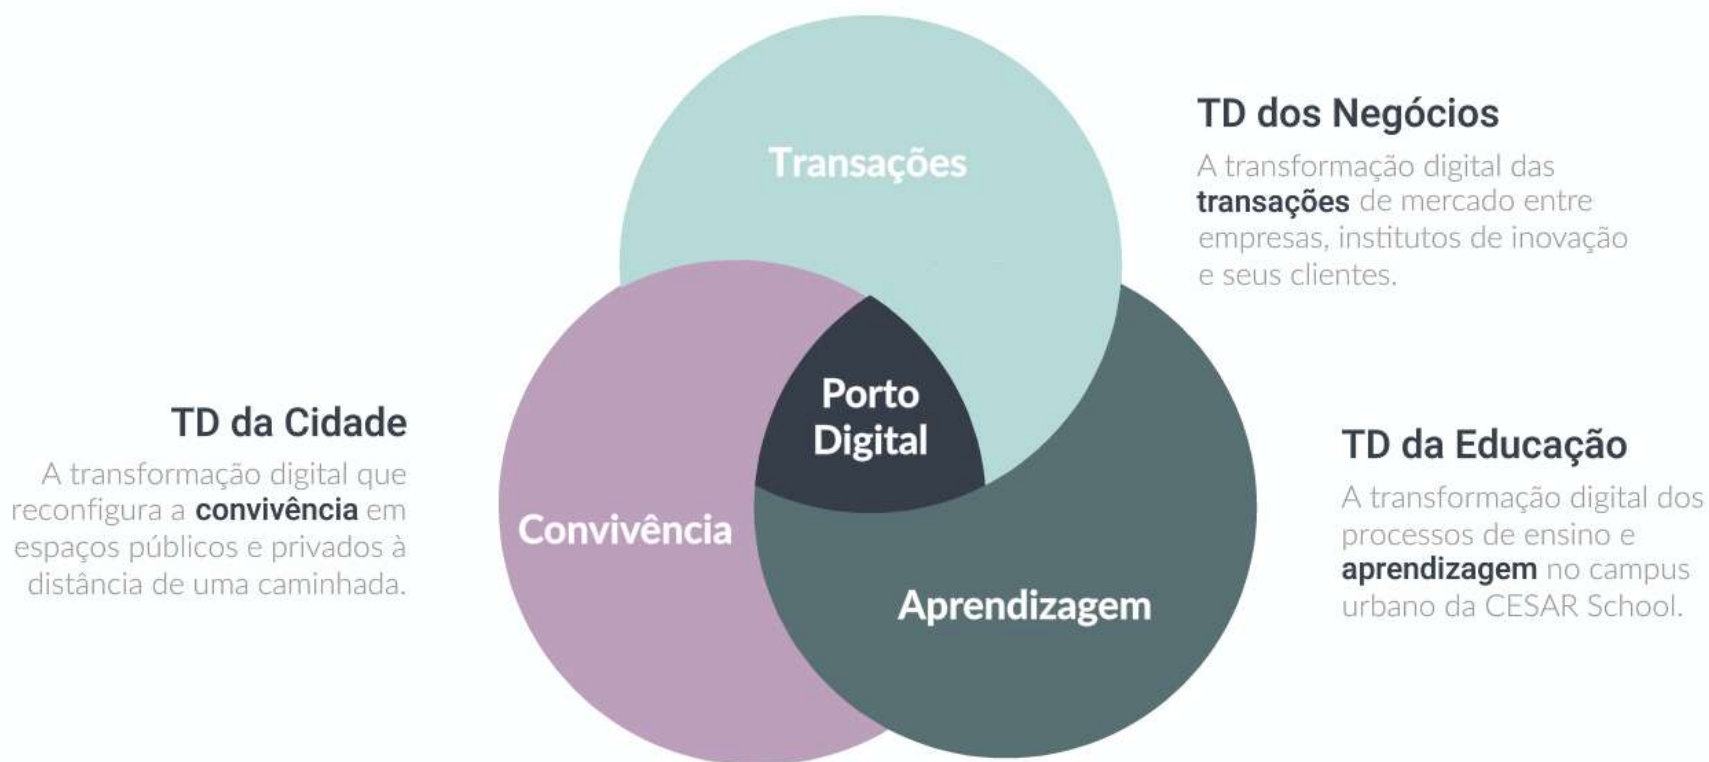 Transações
TD dos Negócios
A transformação digital das
transações de mercado entre
empresas, institutos de inovação
e seus clientes.
Porto
Digital
TD da Cidade
A transformação digital que
reconfigura a convivência em
espaços públicos e privados à
distância de uma caminhada.
Convivência
TD da Educação
A transformação digital dos
processos de ensino e
aprendizagem no campus
urbano da CESAR School.
Aprendizagem